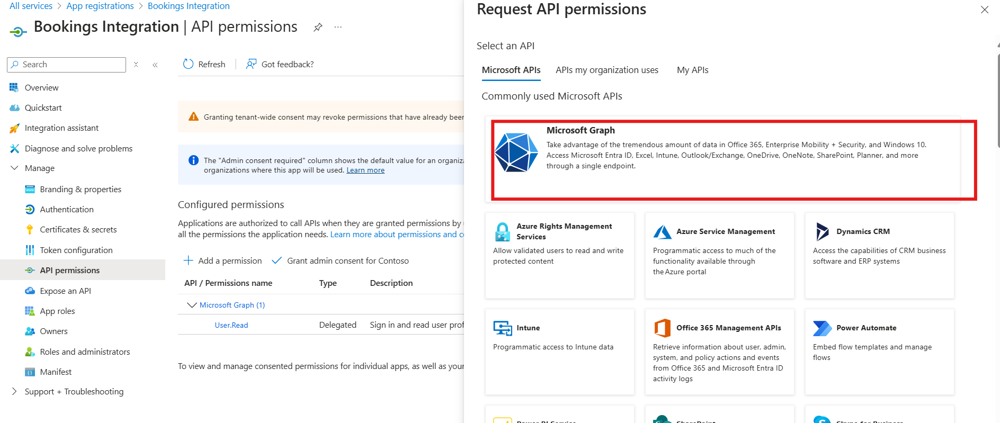 All services > App registrations > Bookings Integration
Bookings Integration | API permissions
Search
Refresh
Got feedback?
Overview
Quickstart
Integration assistant
Diagnose and solve problems
Manage
Branding & properties
Authentication
Certificates & secrets
Token configuration
API permissions
Expose an API
App roles
Owners
Roles and administrators
Manifest
Support + Troubleshooting
Granting tenant-wide consent may revoke permissions that have already been
The "Admin consent required" column shows the default value for an organiza
organizations where this app will be used. Learn more
Configured permissions
Applications are authorized to call APIs when they are granted permissions by
all the permissions the application needs. Learn more about permissions and c
Add a permission
Grant admin consent for Contoso
API / Permissions name Type Description
Microsoft Graph (1)
User.Read Delegated Sign in and read user prof
To view and manage consented permissions for individual apps, as well as your
Request API permissions
Select an API
Microsoft APIs APIs my organization uses My APIs
Commonly used Microsoft APIs
Microsoft Graph
Take advantage of the tremendous amount of data in Office 365, Enterprise Mobility + Security, and Windows 10.
Access Microsoft Entra ID, Excel, Intune, Outlook/Exchange, OneDrive, OneNote, SharePoint, Planner, and more
through a single endpoint.
Azure Rights Management
Services
Allow validated users to read and write
protected content
Azure Service Management
Programmatic access to much of the
functionality available through
the Azure portal
Dynamics CRM
Access the capabilities of CRM business
software and ERP systems
Intune
Programmatic access to Intune data
Office 365 Management APIs
Retrieve information about user, admin,
system, and policy actions and events
from Office 365 and Microsoft Entra ID
activity logs
Power Automate
Embed flow templates and manage
flows
Power BI Service
SharePoint
Skype for Business